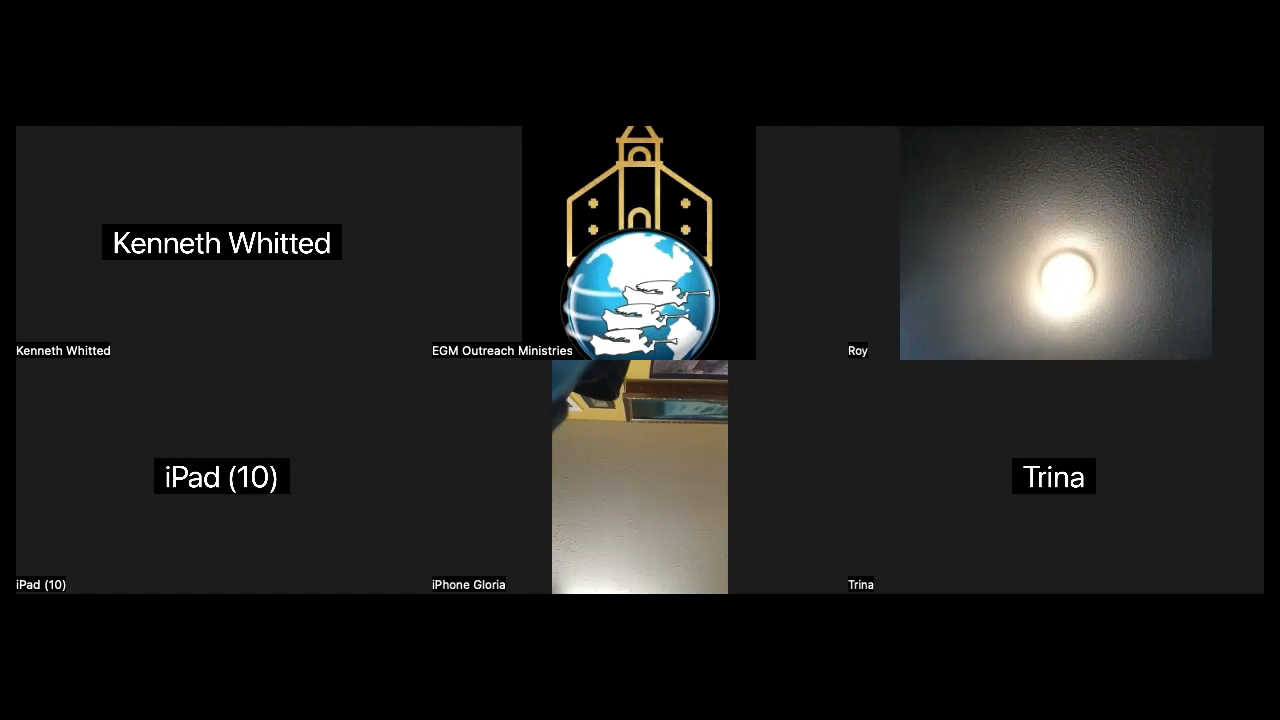 Kenneth Whitted
Kenneth Whitted
EGM Outreach Ministries
Roy
iPad (10)
Trina
iPad (10)
iPhone Gloria
Trina